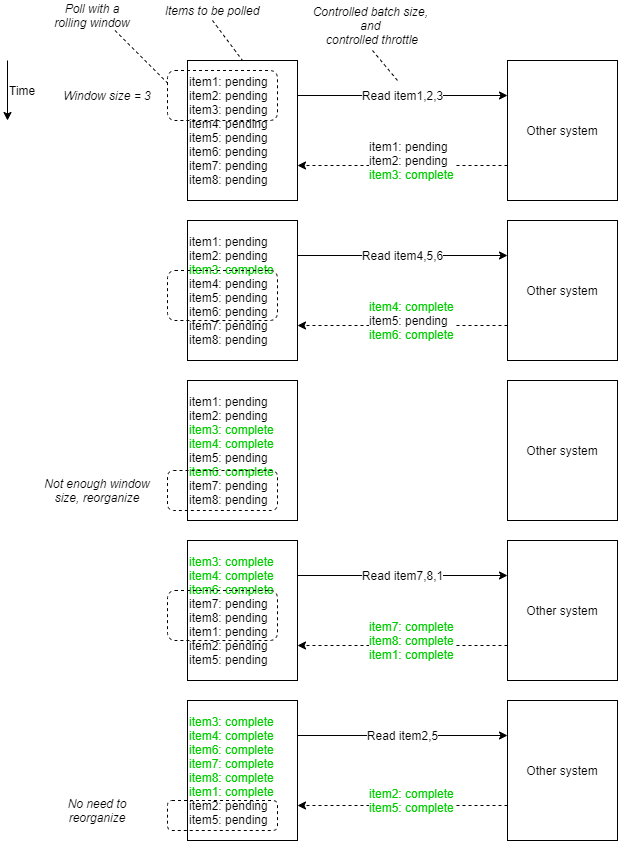 Poll with a
rolling window
Items to be polled
Controlled batch size,
and
controlled throttle
Time
Window size = 3
item1: pending
item2: pending
item3: pending
item4: pending
item5: pending
item6: pending
item7: pending
item8: pending
Read item1,2,3
item1: pending
item2: pending
item3: complete
Other system
item1: pending
item2: pending
item3: complete
item4: pending
item5: pending
item6: pending
item7: pending
item8: pending
Read item4,5,6
item4: complete
item5: pending
item6: complete
Other system
Not enough window
size, reorganize
item1: pending
item2: pending
item3: complete
item4: complete
item5: pending
item6: complete
item7: pending
item8: pending
Other system
item3: complete
item4: complete
item6: complete
item7: pending
item8: pending
item1: pending
item2: pending
item5: pending
Read item7,8,1
item7: complete
item8: complete
item1: complete
Other system
No need to
reorganize
item3: complete
item4: complete
item6: complete
item7: complete
item8: complete
item1: complete
item2: pending
item5: pending
Read item2,5
item2: complete
item5: complete
Other system